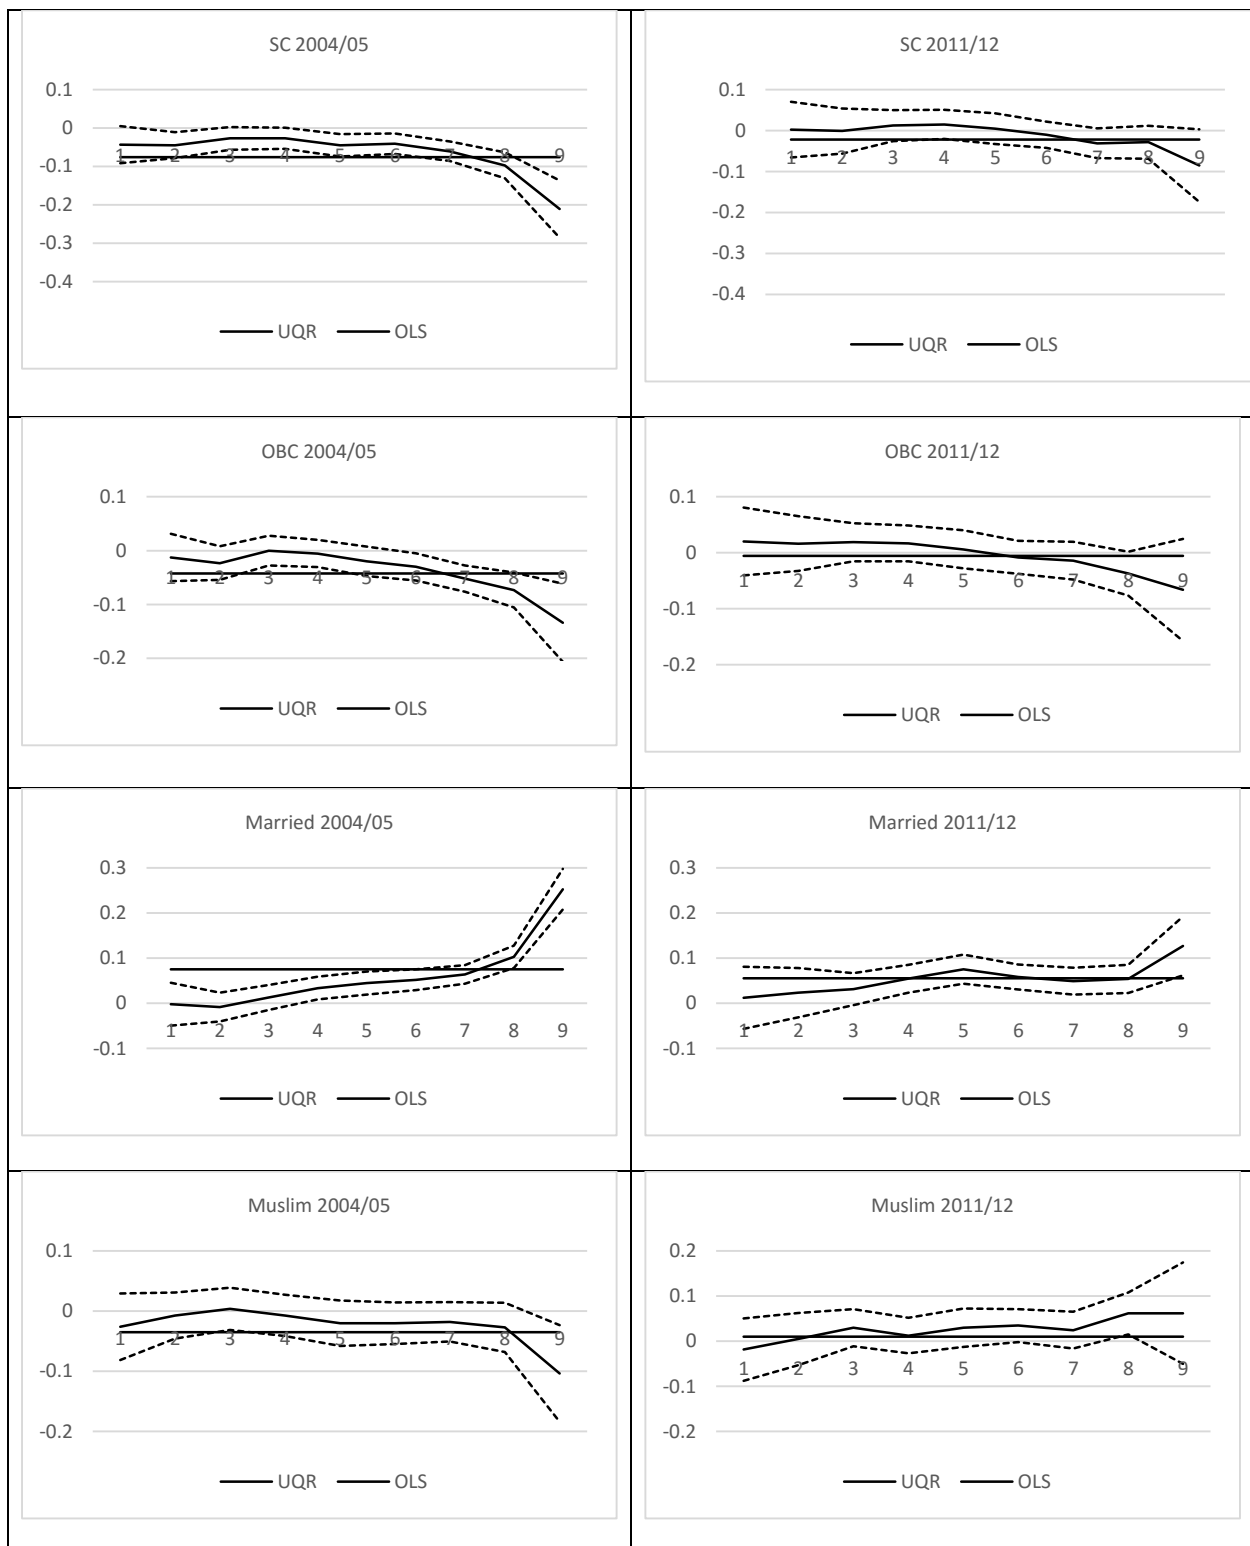 SC 2004/05
0.1
0
-0.1
-0.2
-0.3
-0.4
1 2 3 4 5 6 7 8 9
UQR OLS
SC 2011/12
0.1
0
-0.1
-0.2
-0.3
-0.4
1 2 3 4 5 6 7 8 9
UQR OLS
OBC 2004/05
0.1
0
-0.1
-0.2
1 2 3 4 5 6 7 8 9
UQR OLS
OBC 2011/12
0.1
0
-0.1
-0.2
1 2 3 4 5 6 7 8 9
UQR OLS
Married 2004/05
0.3
0.2
0.1
0
-0.1
1 2 3 4 5 6 7 8 9
UQR OLS
Married 2011/12
0.3
0.2
0.1
0
-0.1
1 2 3 4 5 6 7 8 9
UQR OLS
Muslim 2004/05
0.1
0
-0.1
-0.2
1 2 3 4 5 6 7 8 9
UQR OLS
Muslim 2011/12
0.2
0.1
0
-0.1
-0.2
1 2 3 4 5 6 7 8 9
UQR OLS